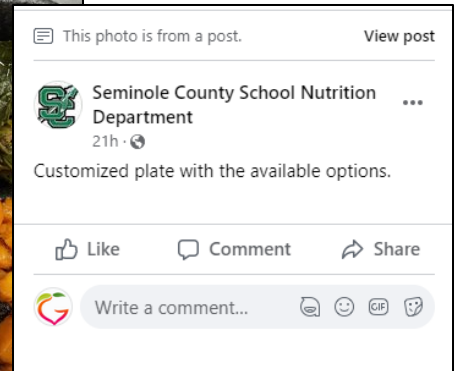 This photo is from a post.
View post
Seminole County School Nutrition
Department
21h ·
Customized plate with the available options.
Like
Comment
Share
Write a comment...
GIF